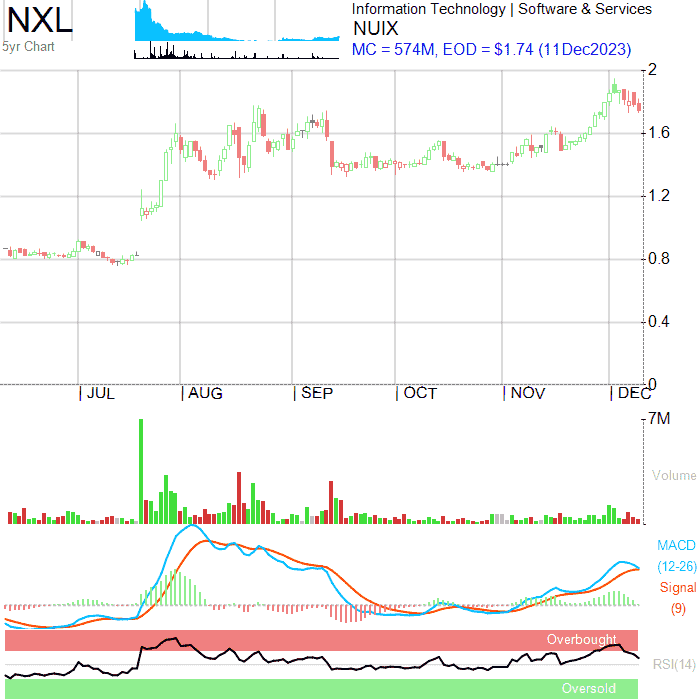 NXL
5yr Chart
Information Technology | Software & Services
NUIX
MC = 574M, EOD = $1.74 (11Dec2023)
2
1.6
1.2
0.8
0.4
0
| JUL | AUG | SEP | OCT | NOV | DEC
7M
Volume
MACD
(12-26)
Signal
(9)
Overbought
RSI(14)
Oversold